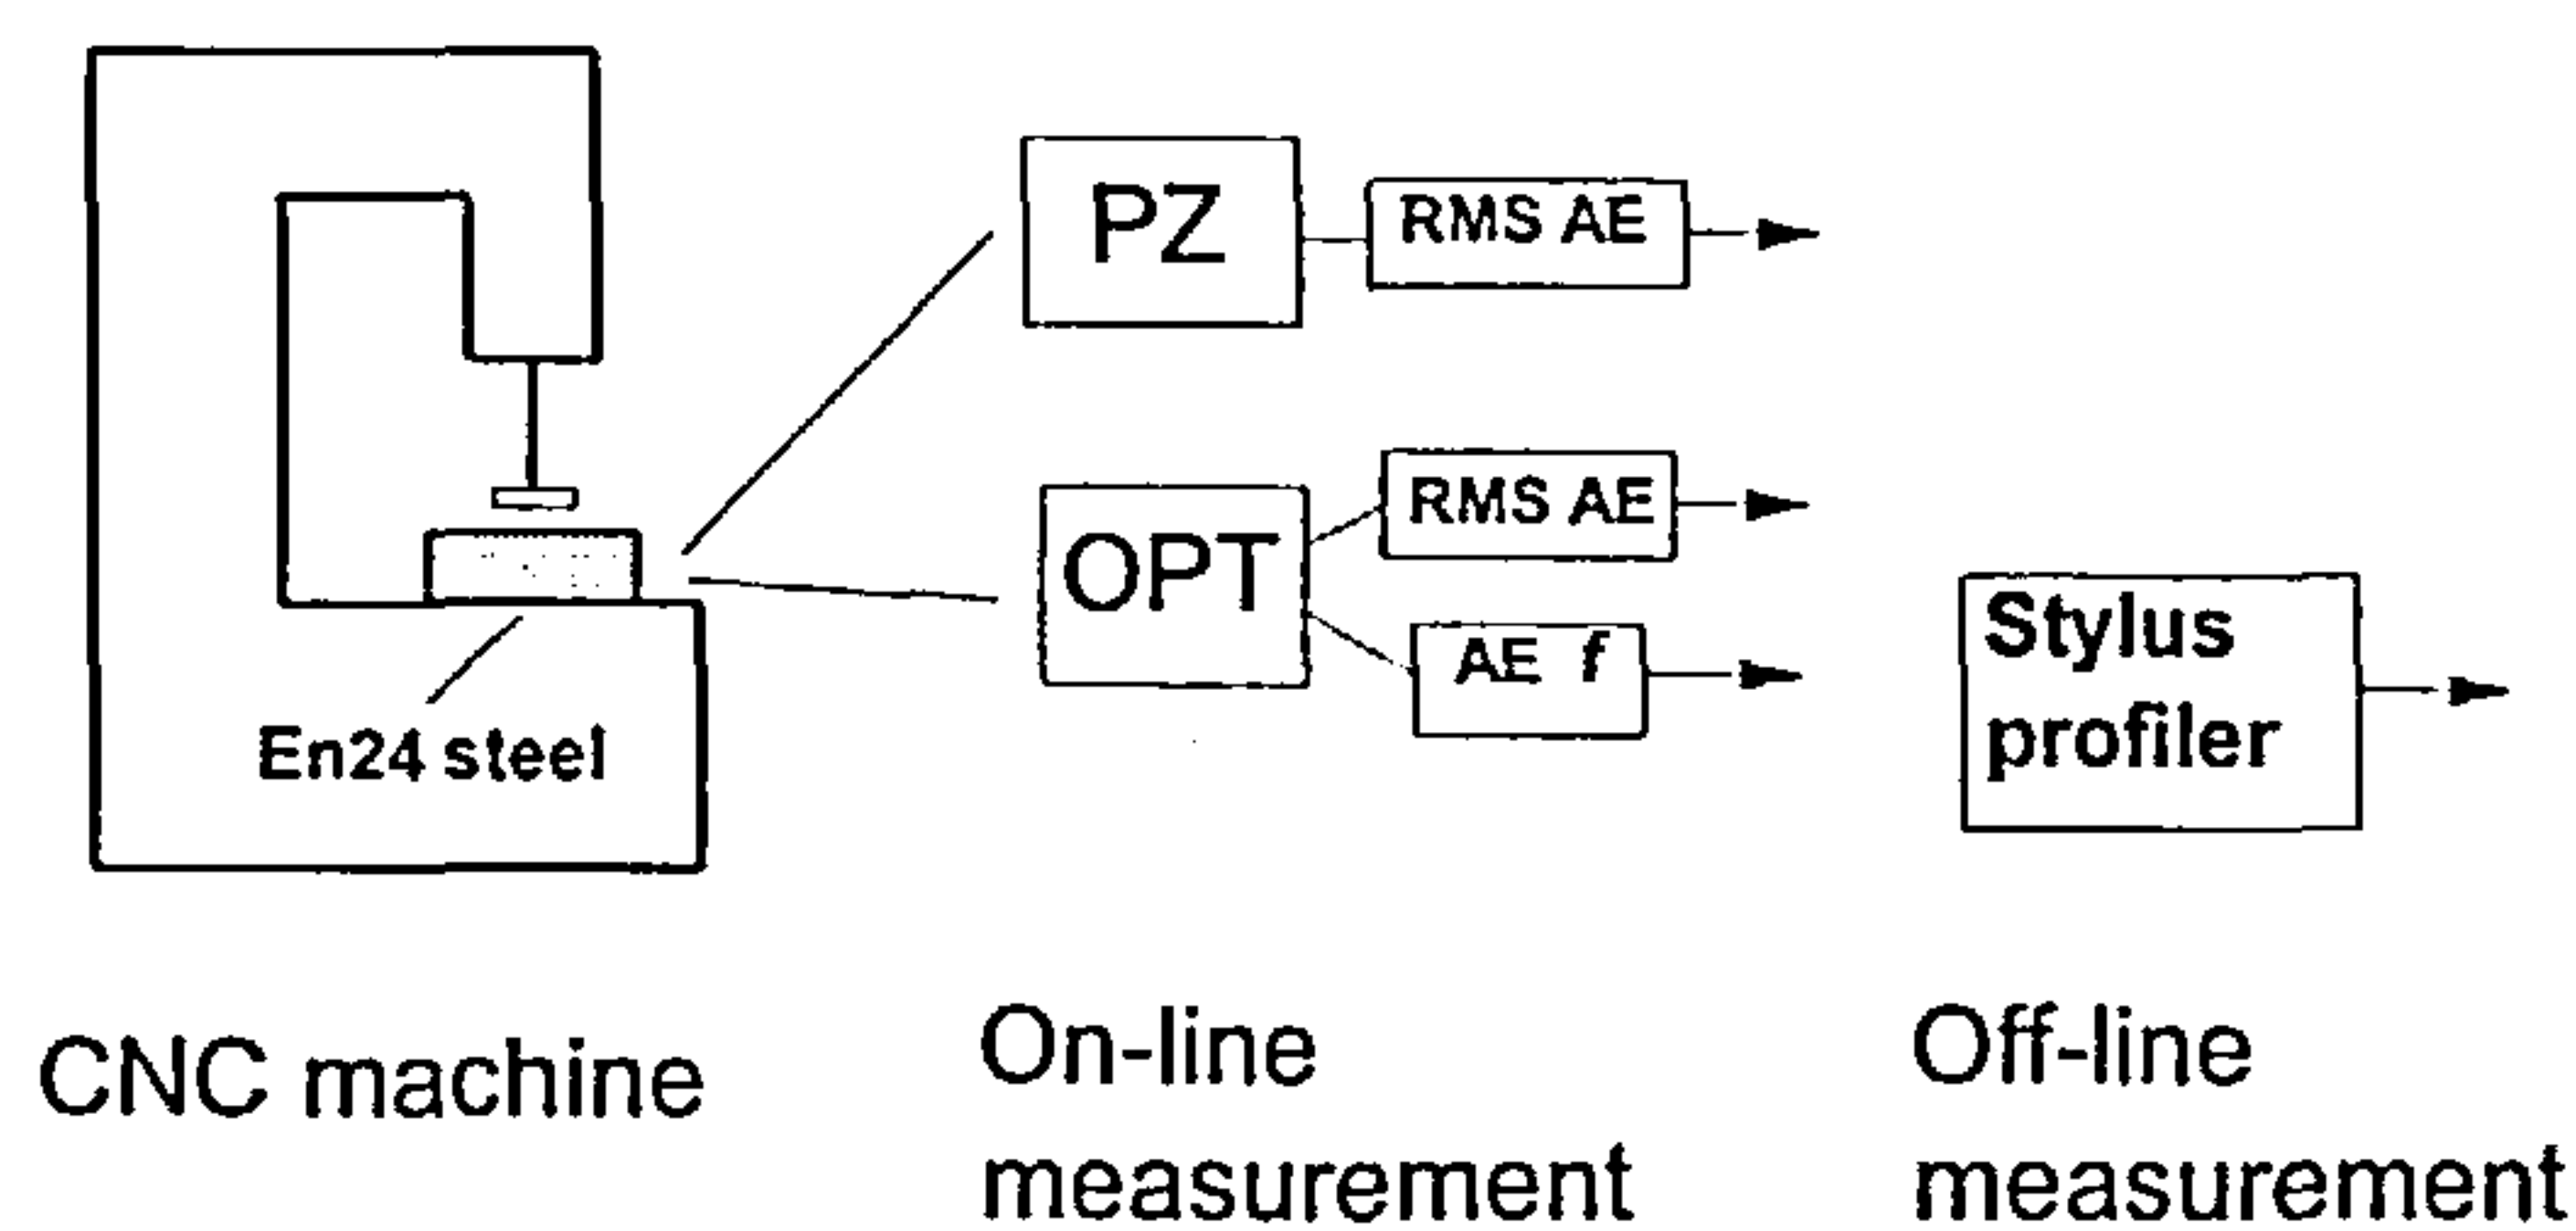 PZ
RMS AE
RMS AE
OPT
AE f
Stylus
profiler
En24 steel
CNC machine
On-line
measurement
Off-line
measurement